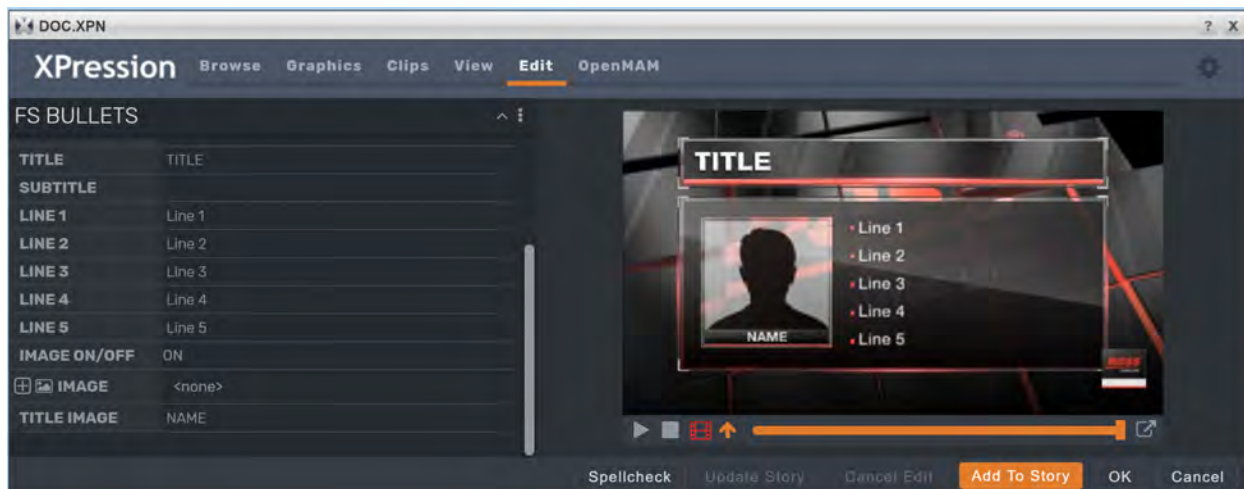 DOC.XPN ? X
XPression Browse Graphics Clips View Edit OpenMAM
FS BULLETS
TITLE TITLE
SUBTITLE
LINE 1 Line 1
LINE 2 Line 2
LINE 3 Line 3
LINE 4 Line 4
LINE 5 Line 5
IMAGE ON/OFF ON
IMAGE <none>
TITLE IMAGE NAME
TITLE
Line 1
Line 2
Line 3
Line 4
Line 5
NAME
ROSS
Spellcheck Update Story Cancel Edit Add To Story OK Cancel